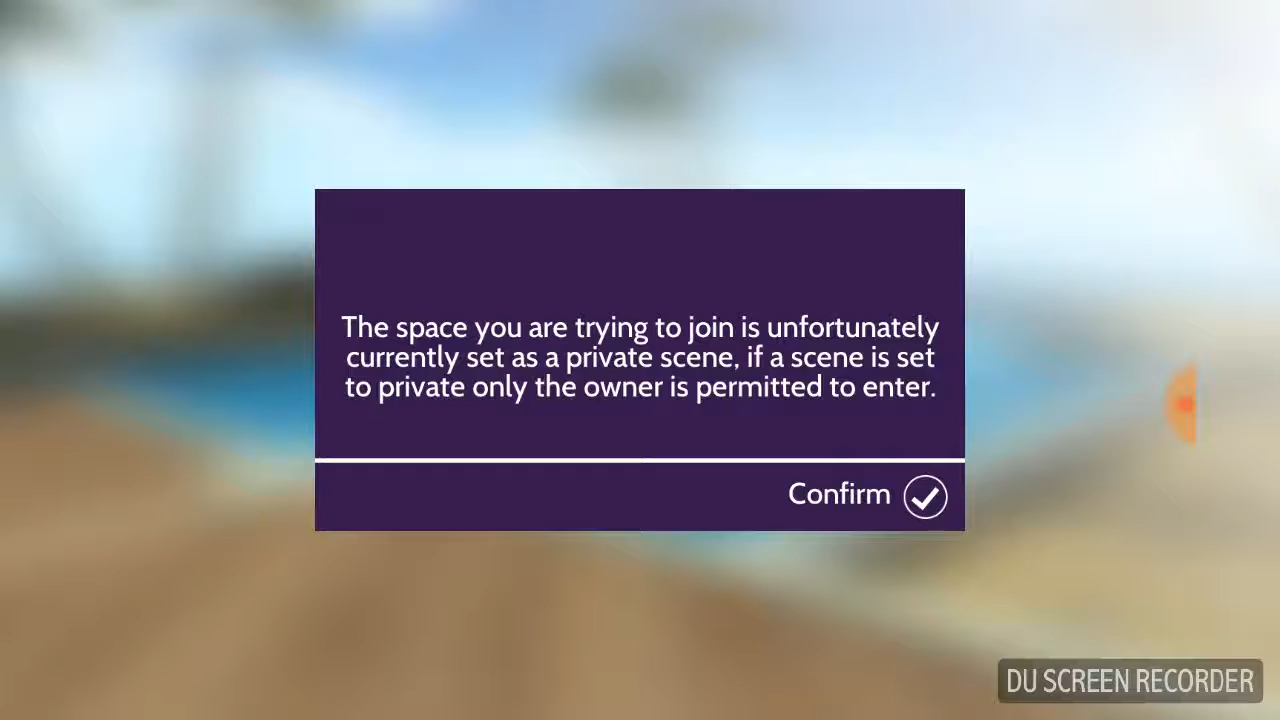 The space you are trying to join is unfortunately
currently set as a private scene, if a scene is set
to private only the owner is permitted to enter.
Confirm
DU SCREEN RECORDER